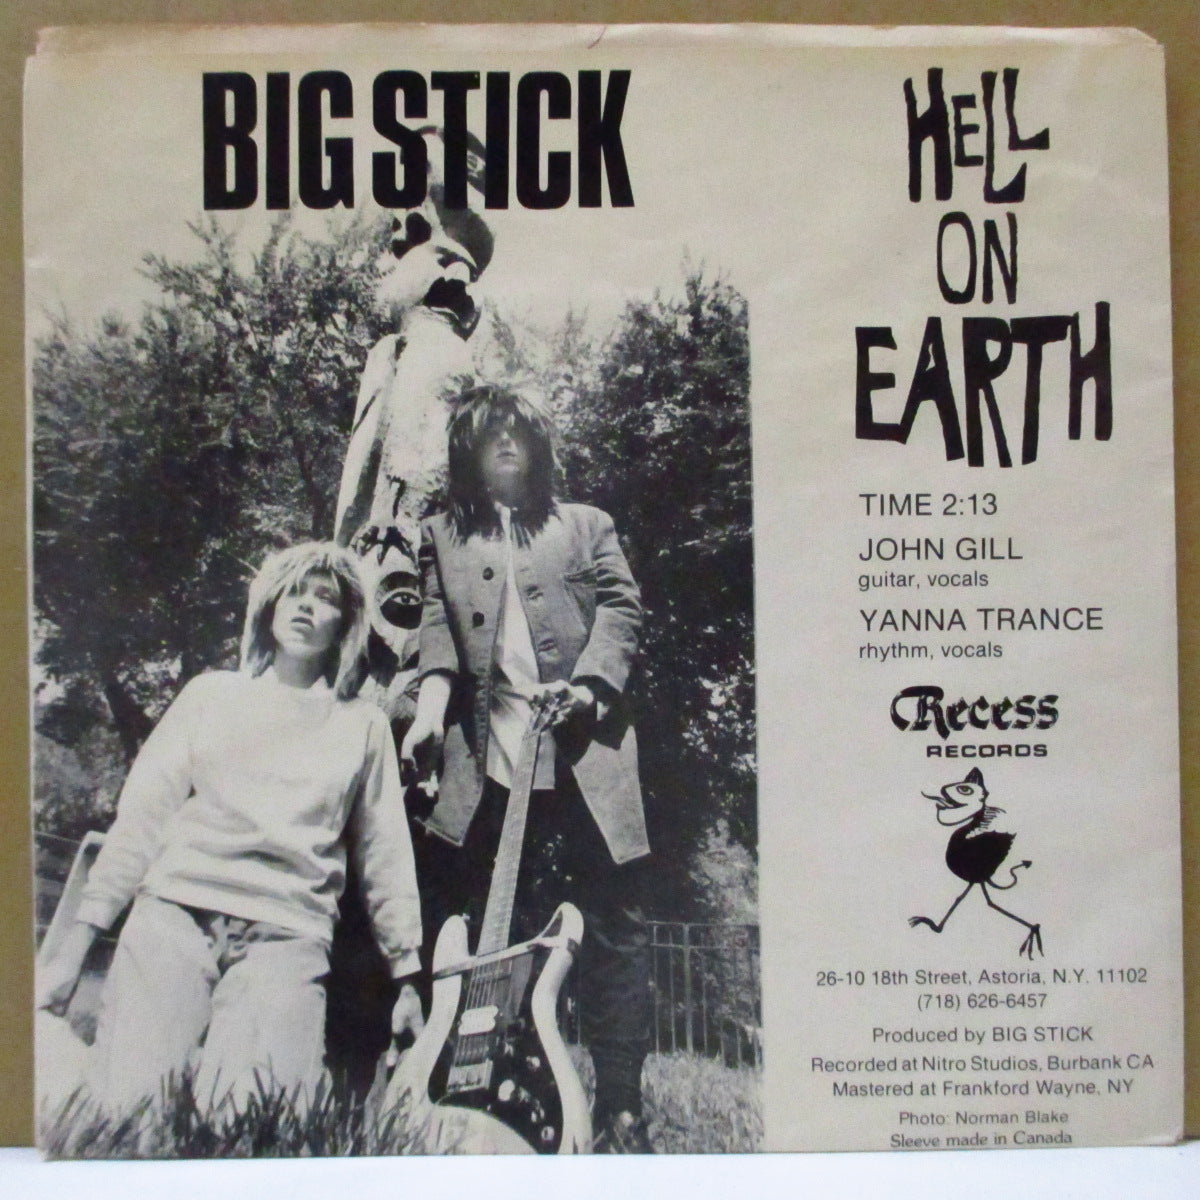 BIG STICK
HELL
ON
EARTH
TIME 2:13
JOHN GILL
guitar, vocals
YANNA TRANCE
rhythm, vocals
Recess
RECORDS
26-10 18th Street, Astoria, N.Y. 11102
(718) 626-6457
Produced by BIG STICK
Recorded at Nitro Studios, Burbank CA
Mastered at Frankford Wayne, NY
Photo: Norman Blake
Sleeve made in Canada